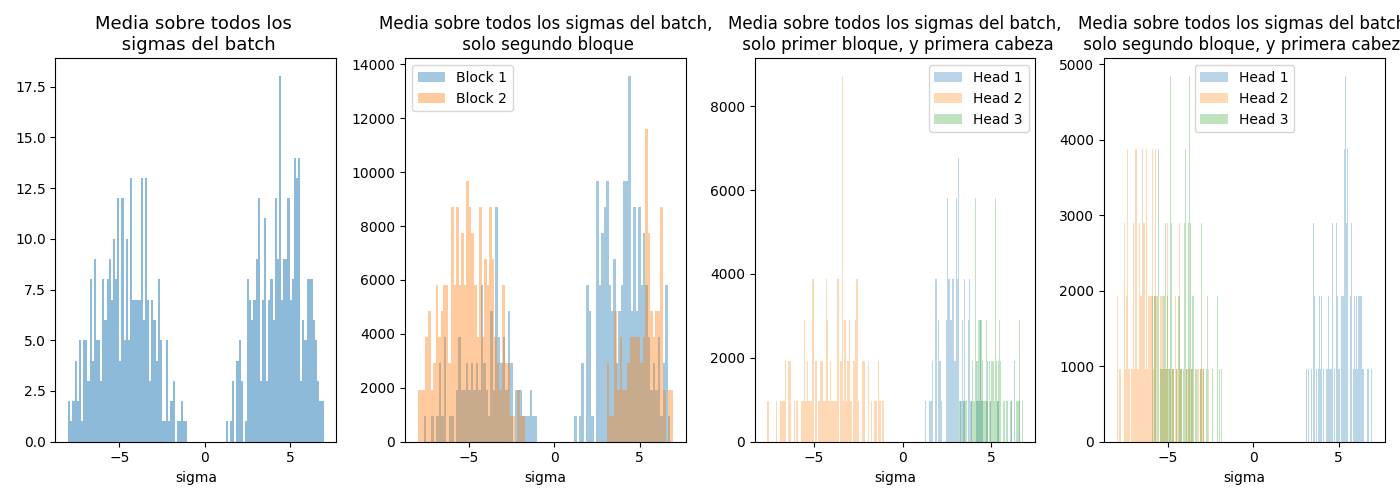 Media sobre todos los
sigmas del batch
17.5
15.0
12.5
10.0
7.5
5.0
2.5
0.0
−5
0
5
sigma
Media sobre todos los sigmas del batch,
solo segundo bloque
Block 1
Block 2
14000
12000
10000
8000
6000
4000
2000
0
−5
0
5
sigma
Media sobre todos los sigmas del batch,
solo primer bloque, y primera cabeza
Head 1
Head 2
Head 3
8000
6000
4000
2000
0
−5
0
5
sigma
Media sobre todos los sigmas del batch
solo segundo bloque, y primera cabez
Head 1
Head 2
Head 3
5000
4000
3000
2000
1000
0
−5
0
5
sigma